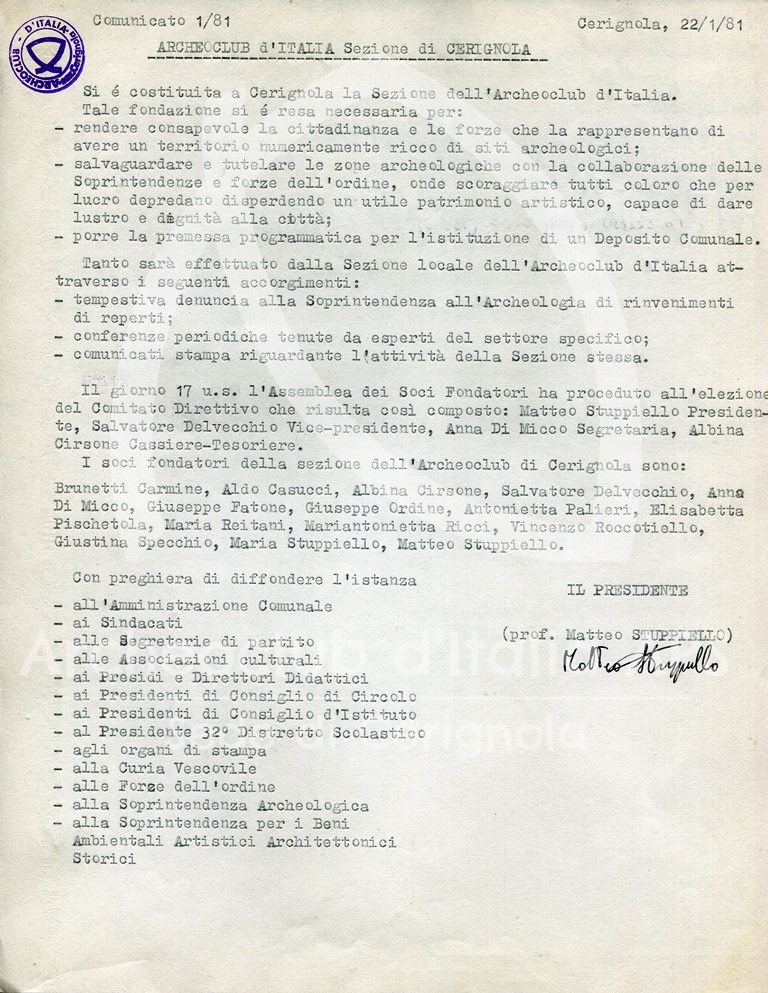 Comunicato 1/81 Cerignola, 22/1/81
D'ITALIA
ARCHEOCLUB
ARCHEOCLUB d'ITALIA Sezione di CERIGNOLA
Si é costituita a Cerignola la Sezione dell'Archeoclub d'Italia.
Tale fondazione si é resa necessaria per:
- rendere consapevole la cittadinanza e le forze che la rappresentano di
avere un territorio numericamente ricco di siti archeologici;
- salvaguardare e tutelare le zone archeologiche con la collaborazione delle
Soprintendenze e forze dell'ordine, onde scoraggiare tutti coloro che per
lucro depredano disperdendo un utile patrimonio artistico, capace di dare
lustro e dignità alla città;
- porre la premessa programmatica per l'istituzione di un Deposito Comunale.
Tanto sarà effettuato dalla Sezione locale dell'Archeoclub d'Italia at-
traverso i seguenti accorgimenti:
- tempestiva denuncia alla Soprintendenza all'Archeologia di rinvenimenti
di reperti;
- conferenze periodiche tenute da esperti del settore specifico;
- comunicati stampa riguardante l'attività della Sezione stessa.
Il giorno 17 u.s. l'Assemblea dei Soci Fondatori ha proceduto all'elezione
del Comitato Direttivo che risulta così composto: Matteo Stuppiello Presiden-
te, Salvatore Delvecchio Vice-presidente, Anna Di Micco Segretaria, Albina
Cirsone Cassiere-Tesoriere.
I soci fondatori della sezione dell'Archeoclub di Cerignola sono:
Brunetti Carmine, Aldo Casucci, Albina Cirsone, Salvatore Delvecchio, Anna
Di Micco, Giuseppe Fatone, Giuseppe Ordine, Antonietta Palieri, Elisabetta
Pischetola, Maria Reitani, Mariantonietta Ricci, Vincenzo Roccotiello,
Giustina Specchio, Maria Stuppiello, Matteo Stuppiello.
Con preghiera di diffondere l'istanza
- all'Amministrazione Comunale
- ai Sindacati
- alle Segreterie di partito
- alle Associazioni culturali
- ai Presidi e Direttori Didattici
- ai Presidenti di Consiglio di Circolo
- ai Presidenti di Consiglio d'Istituto
- al Presidente 32° Distretto Scolastico
- agli organi di stampa
- alla Curia Vescovile
- alle Forze dell'ordine
- alla Soprintendenza Archeologica
- alla Soprintendenza per i Beni
Ambientali Artistici Architettonici
Storici
IL PRESIDENTE
(prof. Matteo STUPPIELLO)
Matteo Stuppiello